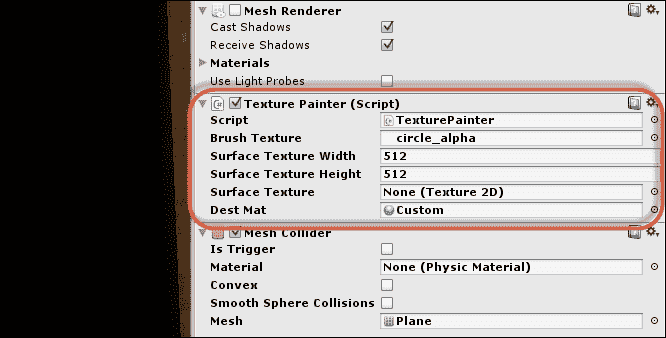 Mesh Renderer
Cast Shadows
Receive Shadows
Materials
Use Light Probes
Texture Painter (Script)
Script TexturePainter
Brush Texture circle_alpha
Surface Texture Width 512
Surface Texture Height 512
Surface Texture None (Texture 2D)
Dest Mat Custom
Mesh Collider
Is Trigger
Material None (Physic Material)
Convex
Smooth Sphere Collisions
Mesh Plane